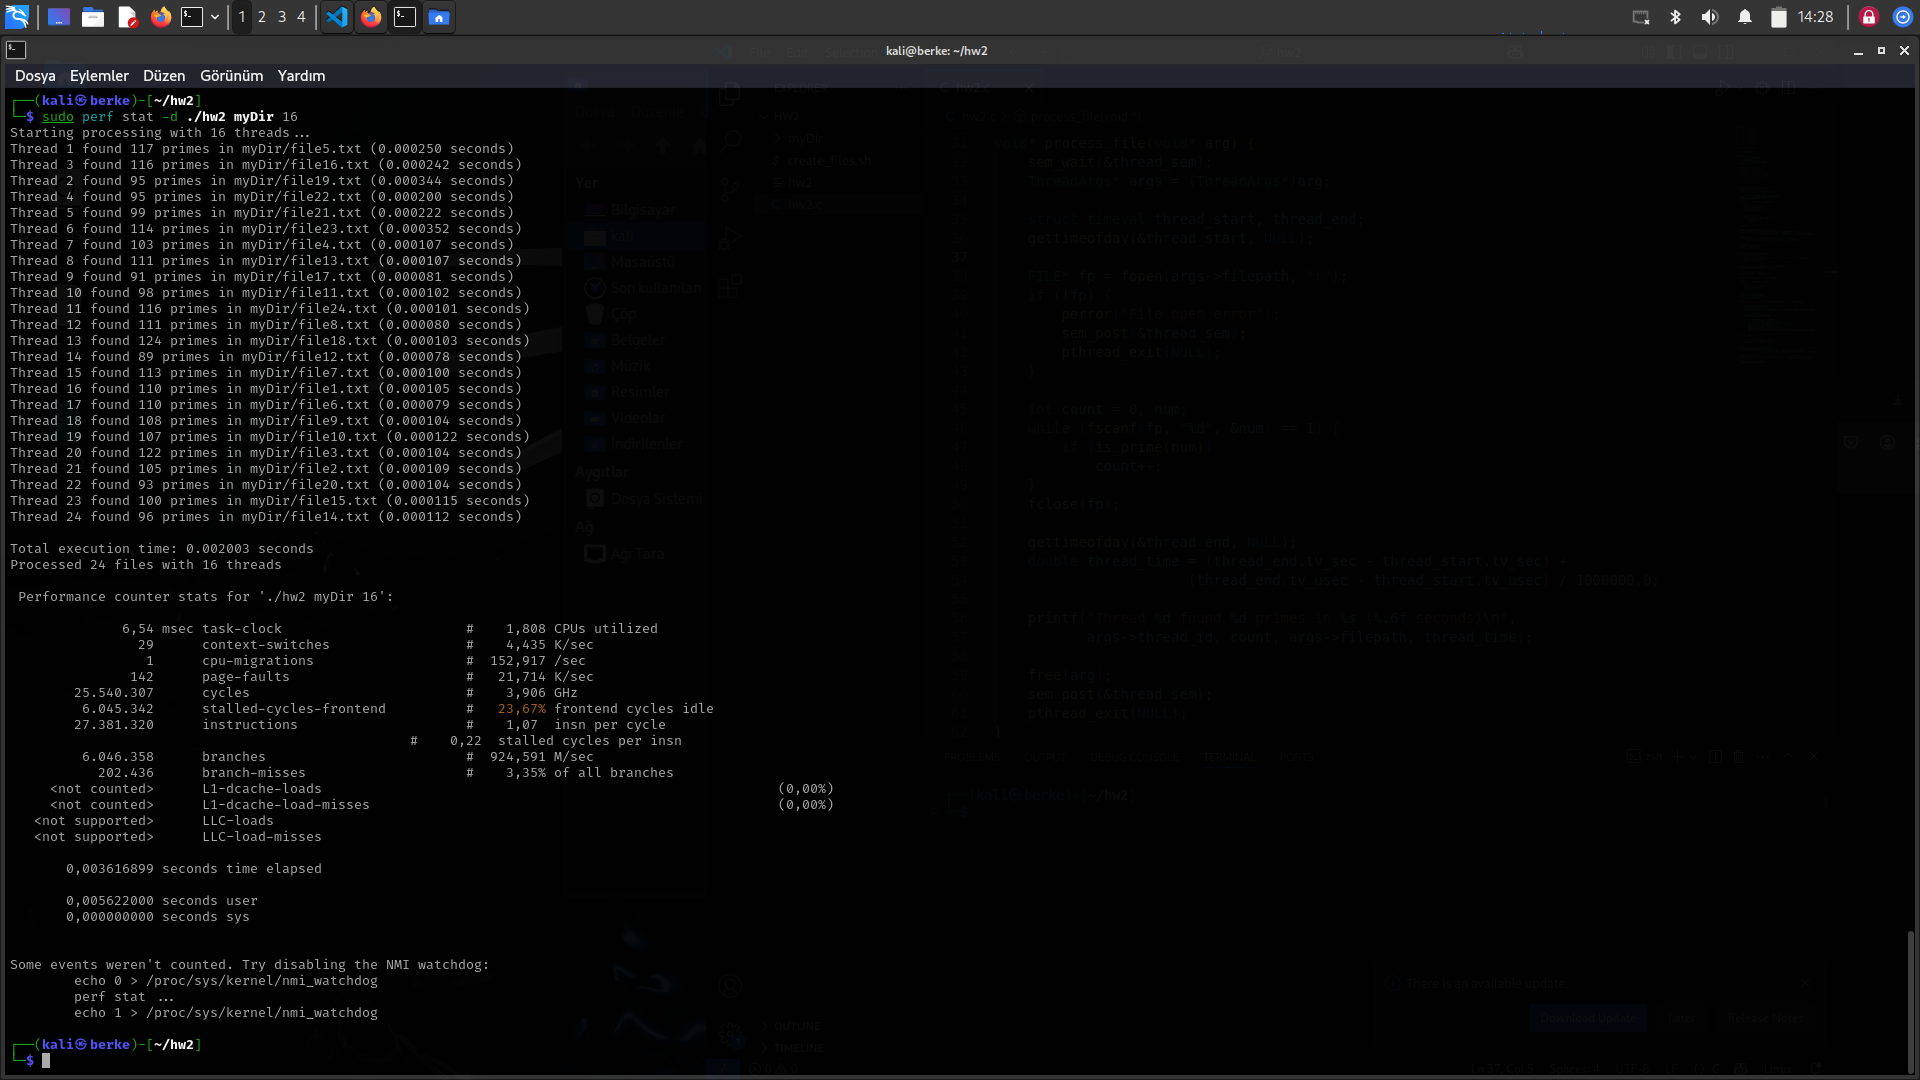 1 2 3 4
14:28
kali@berke: ~/hw2
Dosya Eylemler Düzen Görünüm Yardım
┌──(kali㉿berke)-[~/hw2]
└─$ sudo perf stat -d ./hw2 myDir 16
Starting processing with 16 threads...
Thread 1 found 117 primes in myDir/file5.txt (0.000250 seconds)
Thread 3 found 116 primes in myDir/file16.txt (0.000242 seconds)
Thread 2 found 95 primes in myDir/file19.txt (0.000344 seconds)
Thread 4 found 95 primes in myDir/file22.txt (0.000200 seconds)
Thread 5 found 99 primes in myDir/file21.txt (0.000222 seconds)
Thread 6 found 114 primes in myDir/file23.txt (0.000352 seconds)
Thread 7 found 103 primes in myDir/file4.txt (0.000107 seconds)
Thread 8 found 111 primes in myDir/file13.txt (0.000107 seconds)
Thread 9 found 91 primes in myDir/file17.txt (0.000081 seconds)
Thread 10 found 98 primes in myDir/file11.txt (0.000102 seconds)
Thread 11 found 116 primes in myDir/file24.txt (0.000101 seconds)
Thread 12 found 111 primes in myDir/file8.txt (0.000080 seconds)
Thread 13 found 124 primes in myDir/file18.txt (0.000103 seconds)
Thread 14 found 89 primes in myDir/file12.txt (0.000078 seconds)
Thread 15 found 113 primes in myDir/file7.txt (0.000100 seconds)
Thread 16 found 110 primes in myDir/file1.txt (0.000105 seconds)
Thread 17 found 110 primes in myDir/file6.txt (0.000079 seconds)
Thread 18 found 108 primes in myDir/file9.txt (0.000104 seconds)
Thread 19 found 107 primes in myDir/file10.txt (0.000122 seconds)
Thread 20 found 122 primes in myDir/file3.txt (0.000104 seconds)
Thread 21 found 105 primes in myDir/file2.txt (0.000109 seconds)
Thread 22 found 93 primes in myDir/file20.txt (0.000104 seconds)
Thread 23 found 100 primes in myDir/file15.txt (0.000115 seconds)
Thread 24 found 96 primes in myDir/file14.txt (0.000112 seconds)
Total execution time: 0.002003 seconds
Processed 24 files with 16 threads
Performance counter stats for './hw2 myDir 16':
6,54 msec task-clock # 1,808 CPUs utilized
29 context-switches # 4,435 K/sec
1 cpu-migrations # 152,917 /sec
142 page-faults # 21,714 K/sec
25.540.307 cycles # 3,906 GHz
6.045.342 stalled-cycles-frontend # 23,67% frontend cycles idle
27.381.320 instructions # 1,07 insn per cycle
# 0,22 stalled cycles per insn
6.046.358 branches # 924,591 M/sec
202.436 branch-misses # 3,35% of all branches
<not counted> L1-dcache-loads (0,00%)
<not counted> L1-dcache-load-misses (0,00%)
<not supported> LLC-loads
<not supported> LLC-load-misses
0,003616899 seconds time elapsed
0,005622000 seconds user
0,000000000 seconds sys
Some events weren't counted. Try disabling the NMI watchdog:
echo 0 > /proc/sys/kernel/nmi_watchdog
perf stat ...
echo 1 > /proc/sys/kernel/nmi_watchdog
┌──(kali㉿berke)-[~/hw2]
└─$